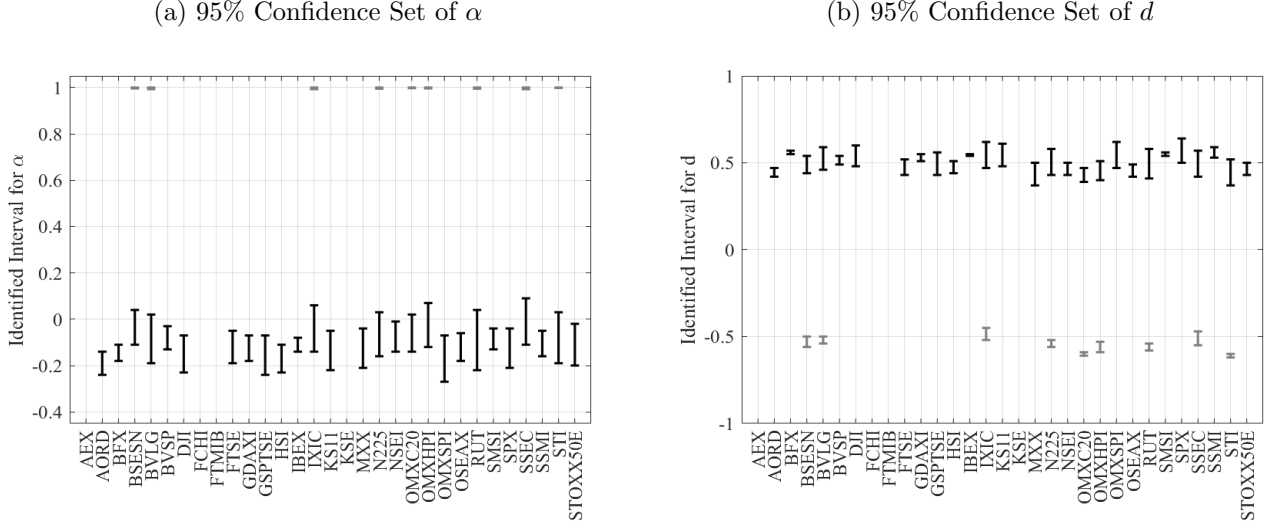 (a) 95% Confidence Set of α
(b) 95% Confidence Set of d
Identified Interval for α
1
0.8
0.6
0.4
0.2
0
-0.2
-0.4
AEX
AORD
BFX
BSESN
BVLG
BVSP
DJI
FCHI
FTMIB
FTSE
GDAXI
GSPTSE
HSI
IBEX
IXIC
KS11
KSE
MXX
N225
NSEI
OMXC20
OMXHPI
OMXSPI
OSEAX
RUT
SMSI
SPX
SSEC
SSMI
STI
STOXX50E
Identified Interval for d
1
0.5
0
-0.5
-1
AEX
AORD
BFX
BSESN
BVLG
BVSP
DJI
FCHI
FTMIB
FTSE
GDAXI
GSPTSE
HSI
IBEX
IXIC
KS11
KSE
MXX
N225
NSEI
OMXC20
OMXHPI
OMXSPI
OSEAX
RUT
SMSI
SPX
SSEC
SSMI
STI
STOXX50E